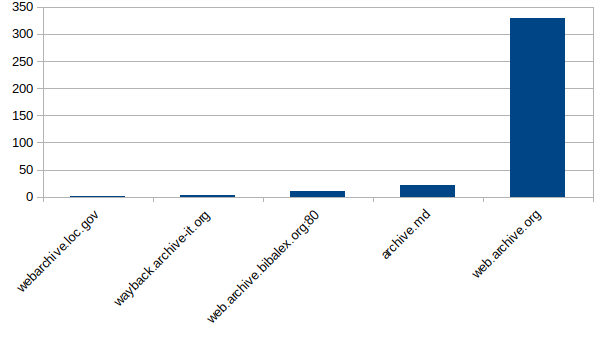 350
300
250
200
150
100
50
0
webarchive.loc.gov
wayback.archive-it.org
web.archive.bibalex.org:80
archive.md
web.archive.org